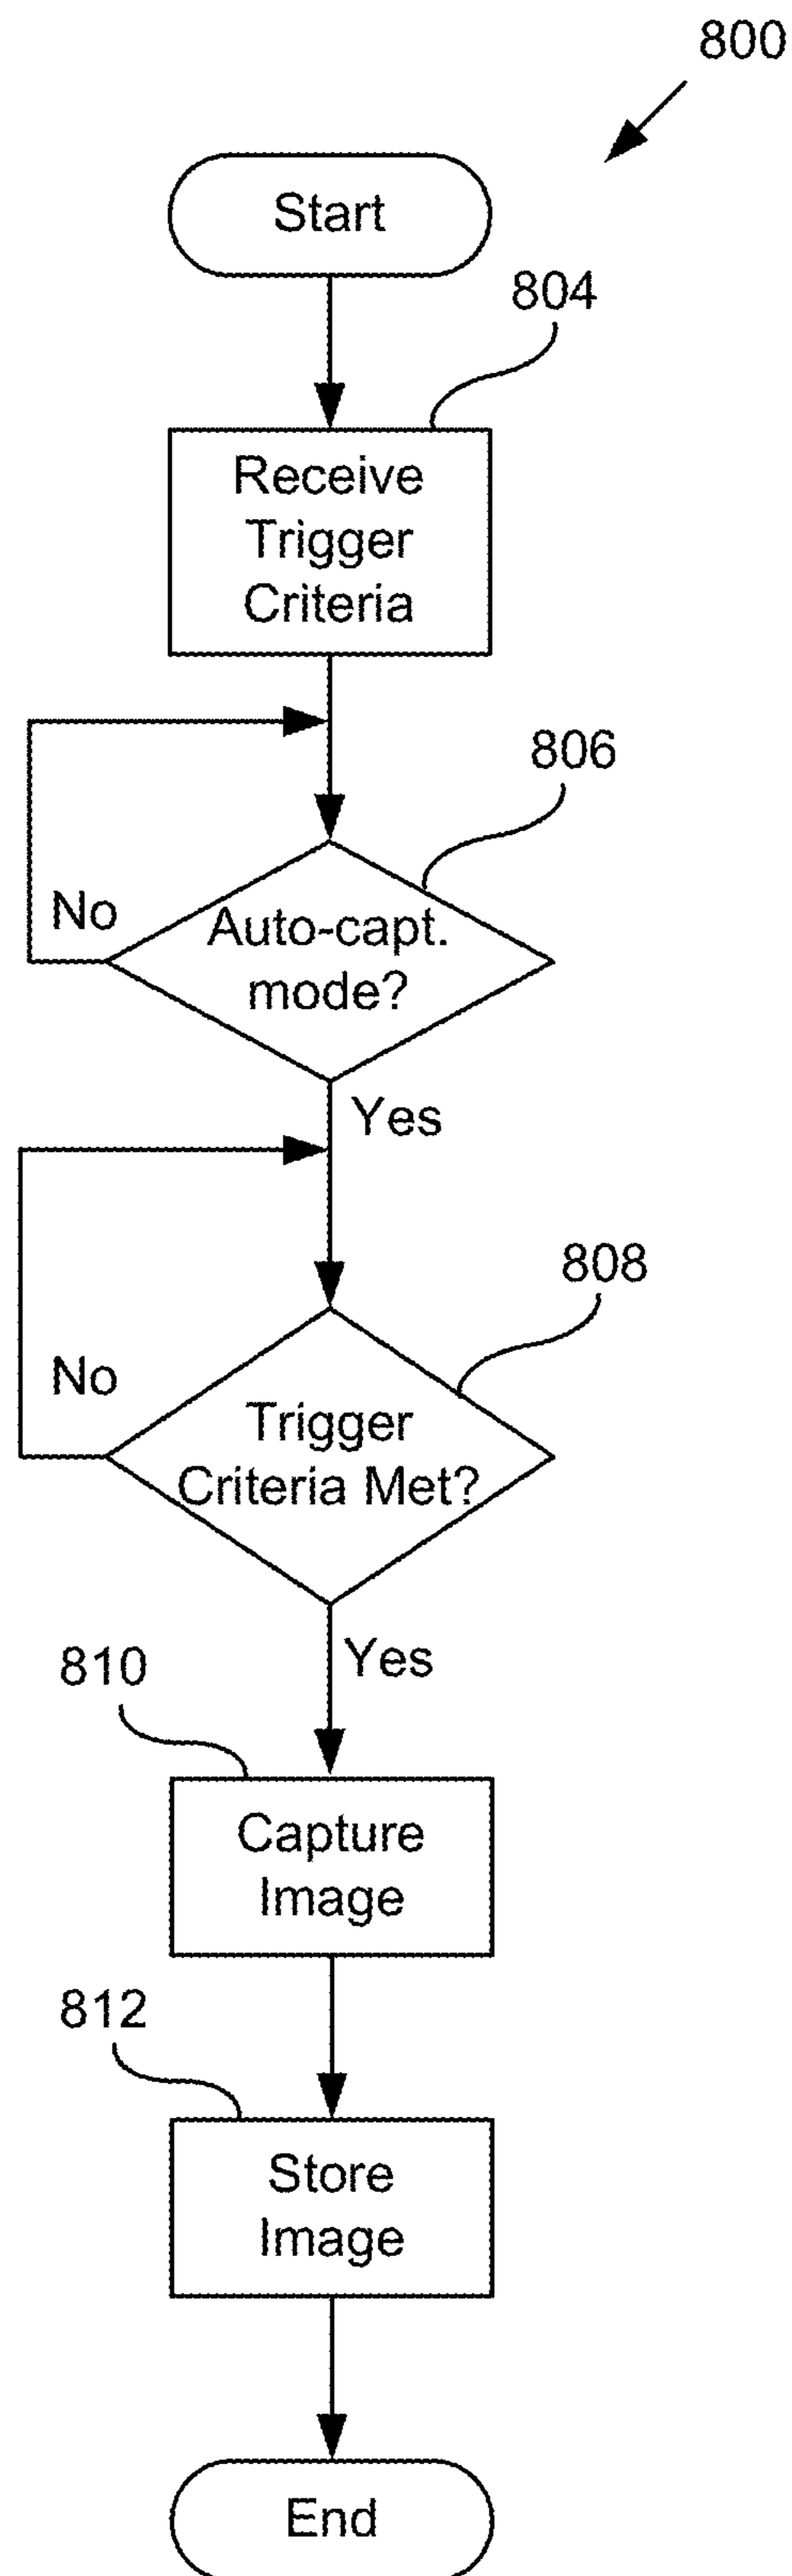 800
Start
804
Receive
Trigger
Criteria
806
No
Auto-capt.
mode?
Yes
808
No
Trigger
Criteria Met?
Yes
810
Capture
Image
812
Store
Image
End